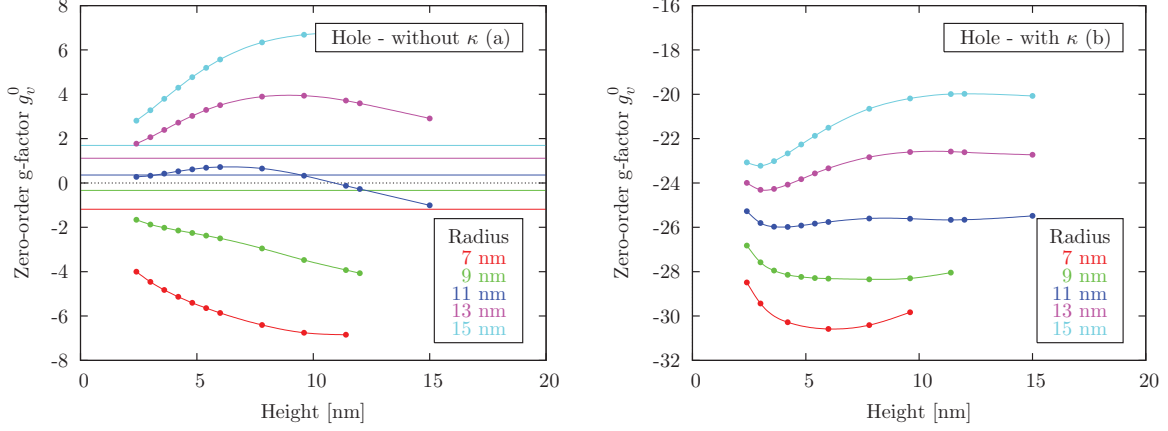 Zero-order g-factor $g_v^0$
8
6
4
2
0
-2
-4
-6
-8
Hole - without κ (a)
Radius
7 nm
9 nm
11 nm
13 nm
15 nm
0 5 10 15 20
Height [nm]
Zero-order g-factor $g_v^0$
-16
-18
-20
-22
-24
-26
-28
-30
-32
Hole - with κ (b)
Radius
7 nm
9 nm
11 nm
13 nm
15 nm
0 5 10 15 20
Height [nm]